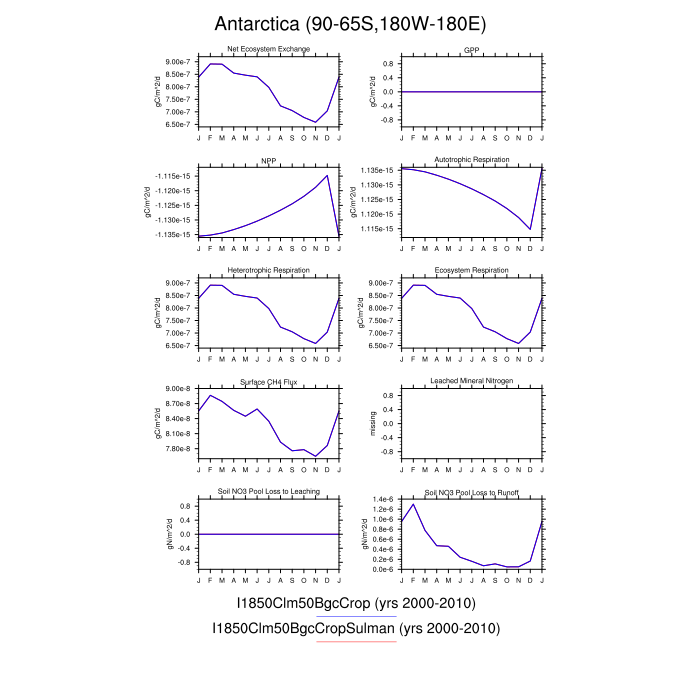 Antarctica (90-65S,180W-180E)
Net Ecosystem Exchange
GPP
gC/m^2/d
9.00e-7
8.50e-7
8.00e-7
7.50e-7
7.00e-7
6.50e-7
J F M A M J J A S O N D J
gC/m^2/d
0.8
0.4
0.0
-0.4
-0.8
J F M A M J J A S O N D J
NPP
Autotrophic Respiration
gC/m^2/d
-1.115e-15
-1.120e-15
-1.125e-15
-1.130e-15
-1.135e-15
J F M A M J J A S O N D J
gC/m^2/d
1.135e-15
1.130e-15
1.125e-15
1.120e-15
1.115e-15
J F M A M J J A S O N D J
Heterotrophic Respiration
Ecosystem Respiration
gC/m^2/d
9.00e-7
8.50e-7
8.00e-7
7.50e-7
7.00e-7
6.50e-7
J F M A M J J A S O N D J
gC/m^2/d
9.00e-7
8.50e-7
8.00e-7
7.50e-7
7.00e-7
6.50e-7
J F M A M J J A S O N D J
Surface CH4 Flux
Leached Mineral Nitrogen
gC/m^2/d
9.00e-8
8.70e-8
8.40e-8
8.10e-8
7.80e-8
J F M A M J J A S O N D J
missing
0.8
0.4
0.0
-0.4
-0.8
J F M A M J J A S O N D J
Soil NO3 Pool Loss to Leaching
Soil NO3 Pool Loss to Runoff
gN/m^2/d
0.8
0.4
0.0
-0.4
-0.8
J F M A M J J A S O N D J
gN/m^2/d
1.4e-6
1.2e-6
1.0e-6
0.8e-6
0.6e-6
0.4e-6
0.2e-6
0.0e-6
J F M A M J J A S O N D J
I1850Clm50BgcCrop (yrs 2000-2010)
I1850Clm50BgcCropSulman (yrs 2000-2010)